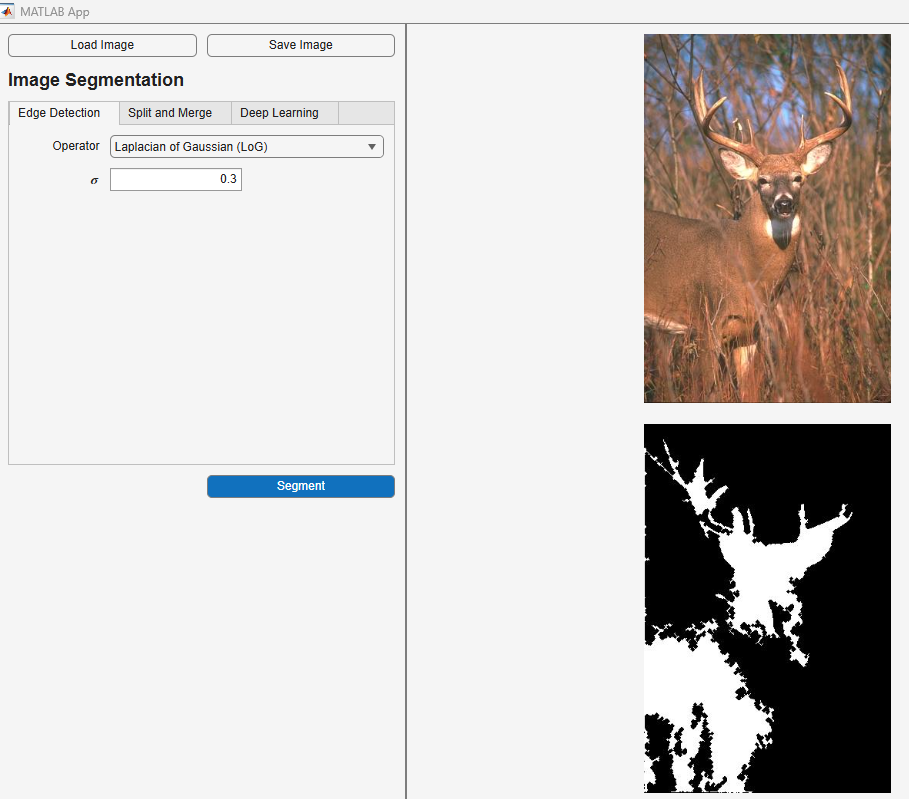 MATLAB App
Load Image
Save Image
Image Segmentation
Edge Detection
Split and Merge
Deep Learning
Operator
Laplacian of Gaussian (LoG)
σ
0.3
Segment